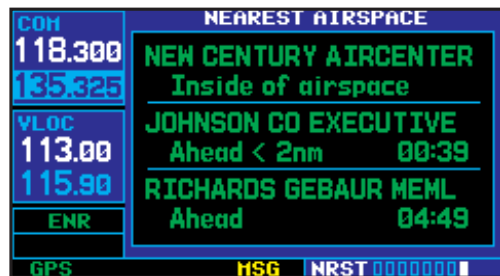 COM
118.300
135.325
VLOC
113.00
115.90
ENR
GPS
NEAREST AIRSPACE
NEW CENTURY AIRCENTER
Inside of airspace
JOHNSON CO EXECUTIVE
Ahead < 2nm 00:39
RICHARDS GEBAUR MEML
Ahead 04:49
MSG NRST